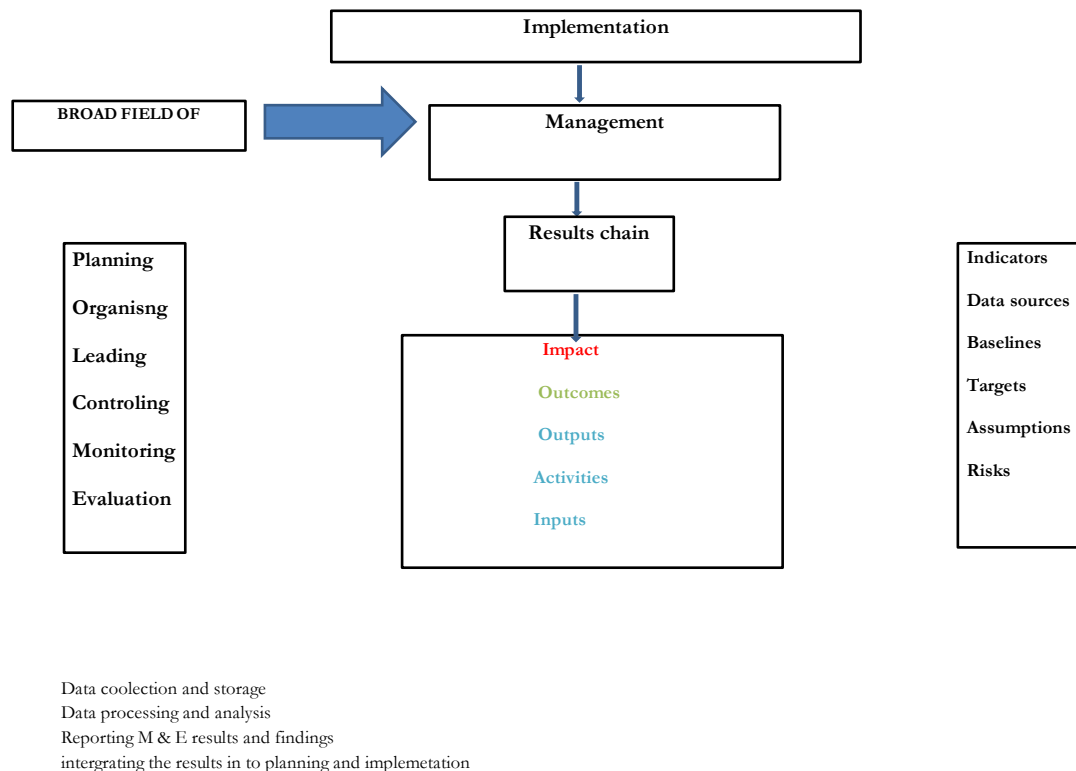 Implementation
BROAD FIELD OF
Management
Results chain
Planning
Organisng
Leading
Controling
Monitoring
Evaluation
Impact
Outcomes
Outputs
Activities
Inputs
Indicators
Data sources
Baselines
Targets
Assumptions
Risks
Data coolection and storage
Data processing and analysis
Reporting M & E results and findings
intergrating the results in to planning and implemetation